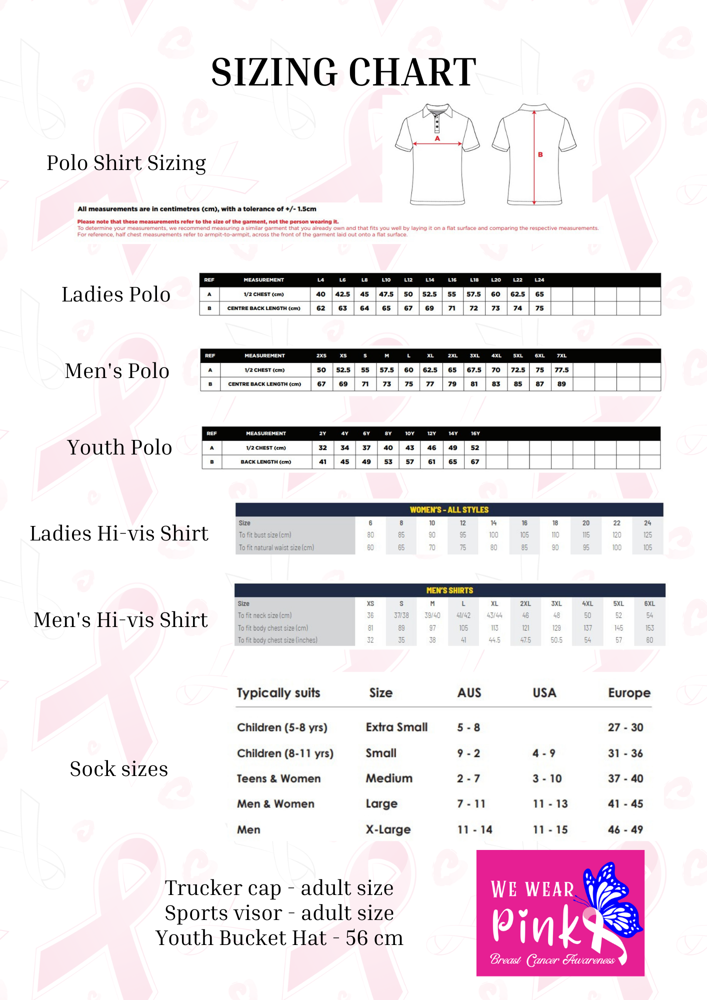 SIZING CHART
A
B
Polo Shirt Sizing
All measurements are in centimetres (cm), with a tolerance of +/- 1.5cm
Please note that these measurements refer to the size of the garment, not the person wearing it.
To determine your measurements, we recommend measuring a similar garment that you already own and that fits you well by laying it on a flat surface and comparing the respective measurements.
For reference, half chest measurements refer to armpit-to-armpit, across the front of the garment laid out onto a flat surface.
Ladies Polo
REF MEASUREMENT L4 L6 L8 L10 L12 L14 L16 L18 L20 L22 L24
A 1/2 CHEST (cm) 40 42.5 45 47.5 50 52.5 55 57.5 60 62.5 65
B CENTRE BACK LENGTH (cm) 62 63 64 65 67 69 71 72 73 74 75
Men's Polo
REF MEASUREMENT 2XS XS S M L XL 2XL 3XL 4XL 5XL 6XL 7XL
A 1/2 CHEST (cm) 50 52.5 55 57.5 60 62.5 65 67.5 70 72.5 75 77.5
B CENTRE BACK LENGTH (cm) 67 69 71 73 75 77 79 81 83 85 87 89
Youth Polo
REF MEASUREMENT 2Y 4Y 6Y 8Y 10Y 12Y 14Y 16Y
A 1/2 CHEST (cm) 32 34 37 40 43 46 49 52
B BACK LENGTH (cm) 41 45 49 53 57 61 65 67
Ladies Hi-vis Shirt
WOMEN'S - ALL STYLES
Size 6 8 10 12 14 16 18 20 22 24
To fit bust size (cm) 80 85 90 95 100 105 110 115 120 125
To fit natural waist size (cm) 60 65 70 75 80 85 90 95 100 105
Men's Hi-vis Shirt
MEN'S SHIRTS
Size XS S M L XL 2XL 3XL 4XL 5XL 6XL
To fit neck size (cm) 36 37/38 39/40 41/42 43/44 46 48 50 52 54
To fit body chest size (cm) 81 89 97 105 113 121 129 137 145 153
To fit body chest size (inches) 32 35 38 41 44.5 47.5 50.5 54 57 60
Sock sizes
Typically suits Size AUS USA Europe
Children (5-8 yrs) Extra Small 5 - 8 27 - 30
Children (8-11 yrs) Small 9 - 2 4 - 9 31 - 36
Teens & Women Medium 2 - 7 3 - 10 37 - 40
Men & Women Large 7 - 11 11 - 13 41 - 45
Men X-Large 11 - 14 11 - 15 46 - 49
Trucker cap - adult size
Sports visor - adult size
Youth Bucket Hat - 56 cm
WE WEAR
Pink
Breast Cancer Awareness